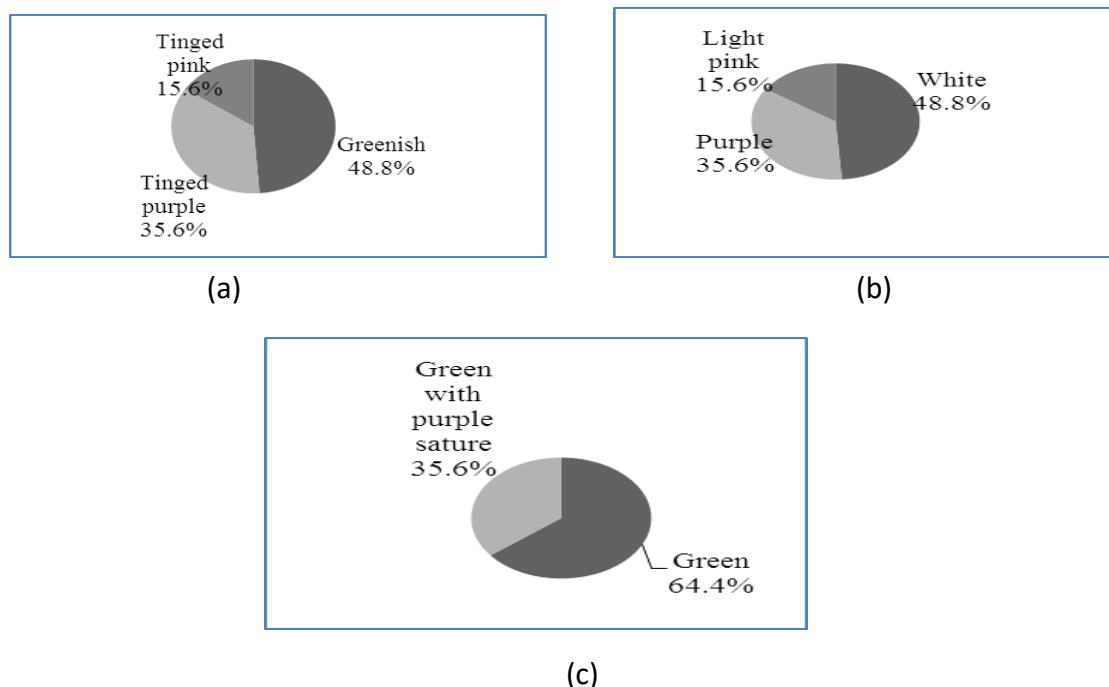 Tinged
pink
15.6%
Greenish
48.8%
Tinged
purple
35.6%
(a)
Light
pink
15.6%
White
48.8%
Purple
35.6%
(b)
Green
with
purple
sature
35.6%
Green
64.4%
(c)